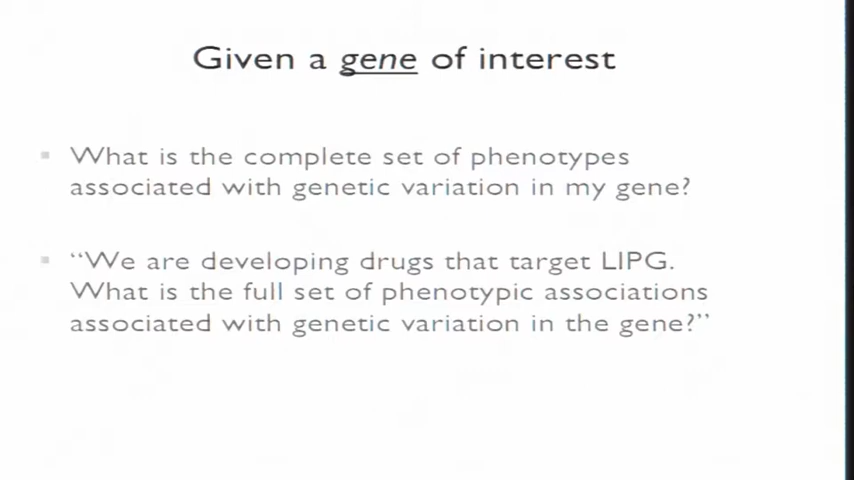 Given a gene of interest
▪ What is the complete set of phenotypes
associated with genetic variation in my gene?
▪ “We are developing drugs that target LIPG.
What is the full set of phenotypic associations
associated with genetic variation in the gene?”